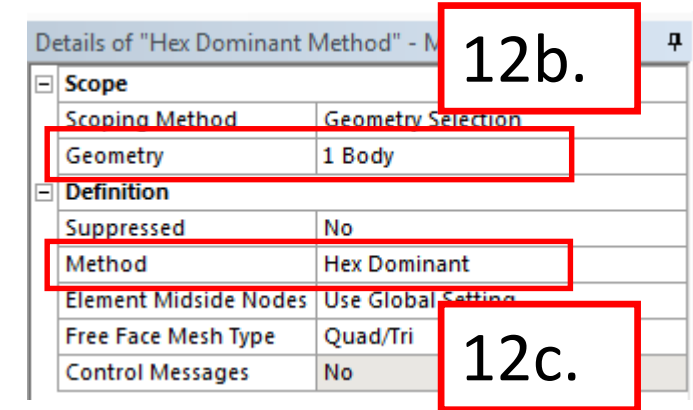 Details of "Hex Dominant Method" - M
12b.
Scope
Scoping Method Geometry Selection
Geometry 1 Body
Definition
Suppressed No
Method Hex Dominant
Element Midside Nodes Use Global Setting
Free Face Mesh Type Quad/Tri
Control Messages No
12c.